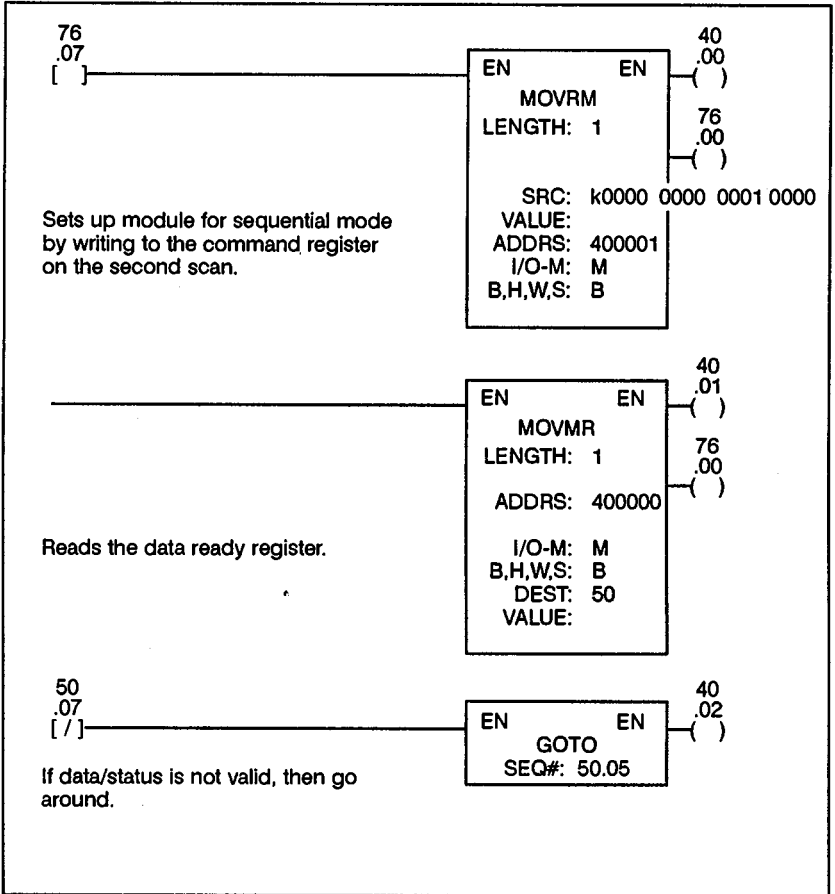 76
.07
[ ]
EN EN
MOVRM
LENGTH: 1
SRC: k0000 0000 0001 0000
VALUE:
ADDRS: 400001
I/O-M: M
B,H,W,S: B
40
.00
( )
76
.00
( )
Sets up module for sequential mode
by writing to the command register
on the second scan.
EN EN
MOVMR
LENGTH: 1
ADDRS: 400000
I/O-M: M
B,H,W,S: B
DEST: 50
VALUE:
40
.01
( )
76
.00
( )
Reads the data ready register.
50
.07
[ / ]
EN EN
GOTO
SEQ#: 50.05
40
.02
( )
If data/status is not valid, then go
around.